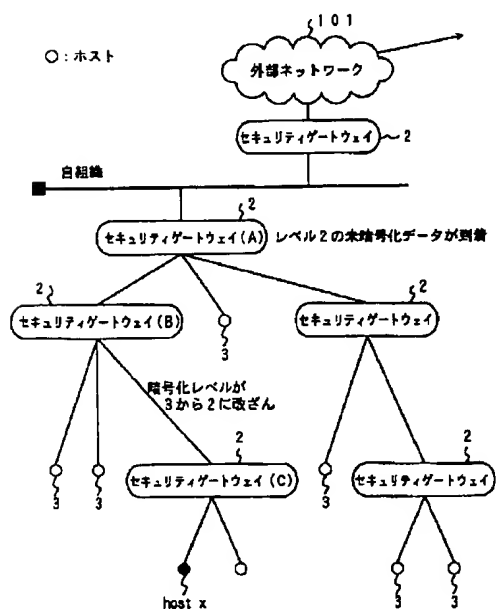 101
○:ホスト
外部ネットワーク
セキュリティゲートウェイ
2
自組織
2
セキュリティゲートウェイ(A)
レベル2の未暗号化データが到着
2
セキュリティゲートウェイ(B)
3
2
セキュリティゲートウェイ
暗号化レベルが
3から2に改ざん
3
3
2
セキュリティゲートウェイ(C)
3
2
セキュリティゲートウェイ
host x
3
3